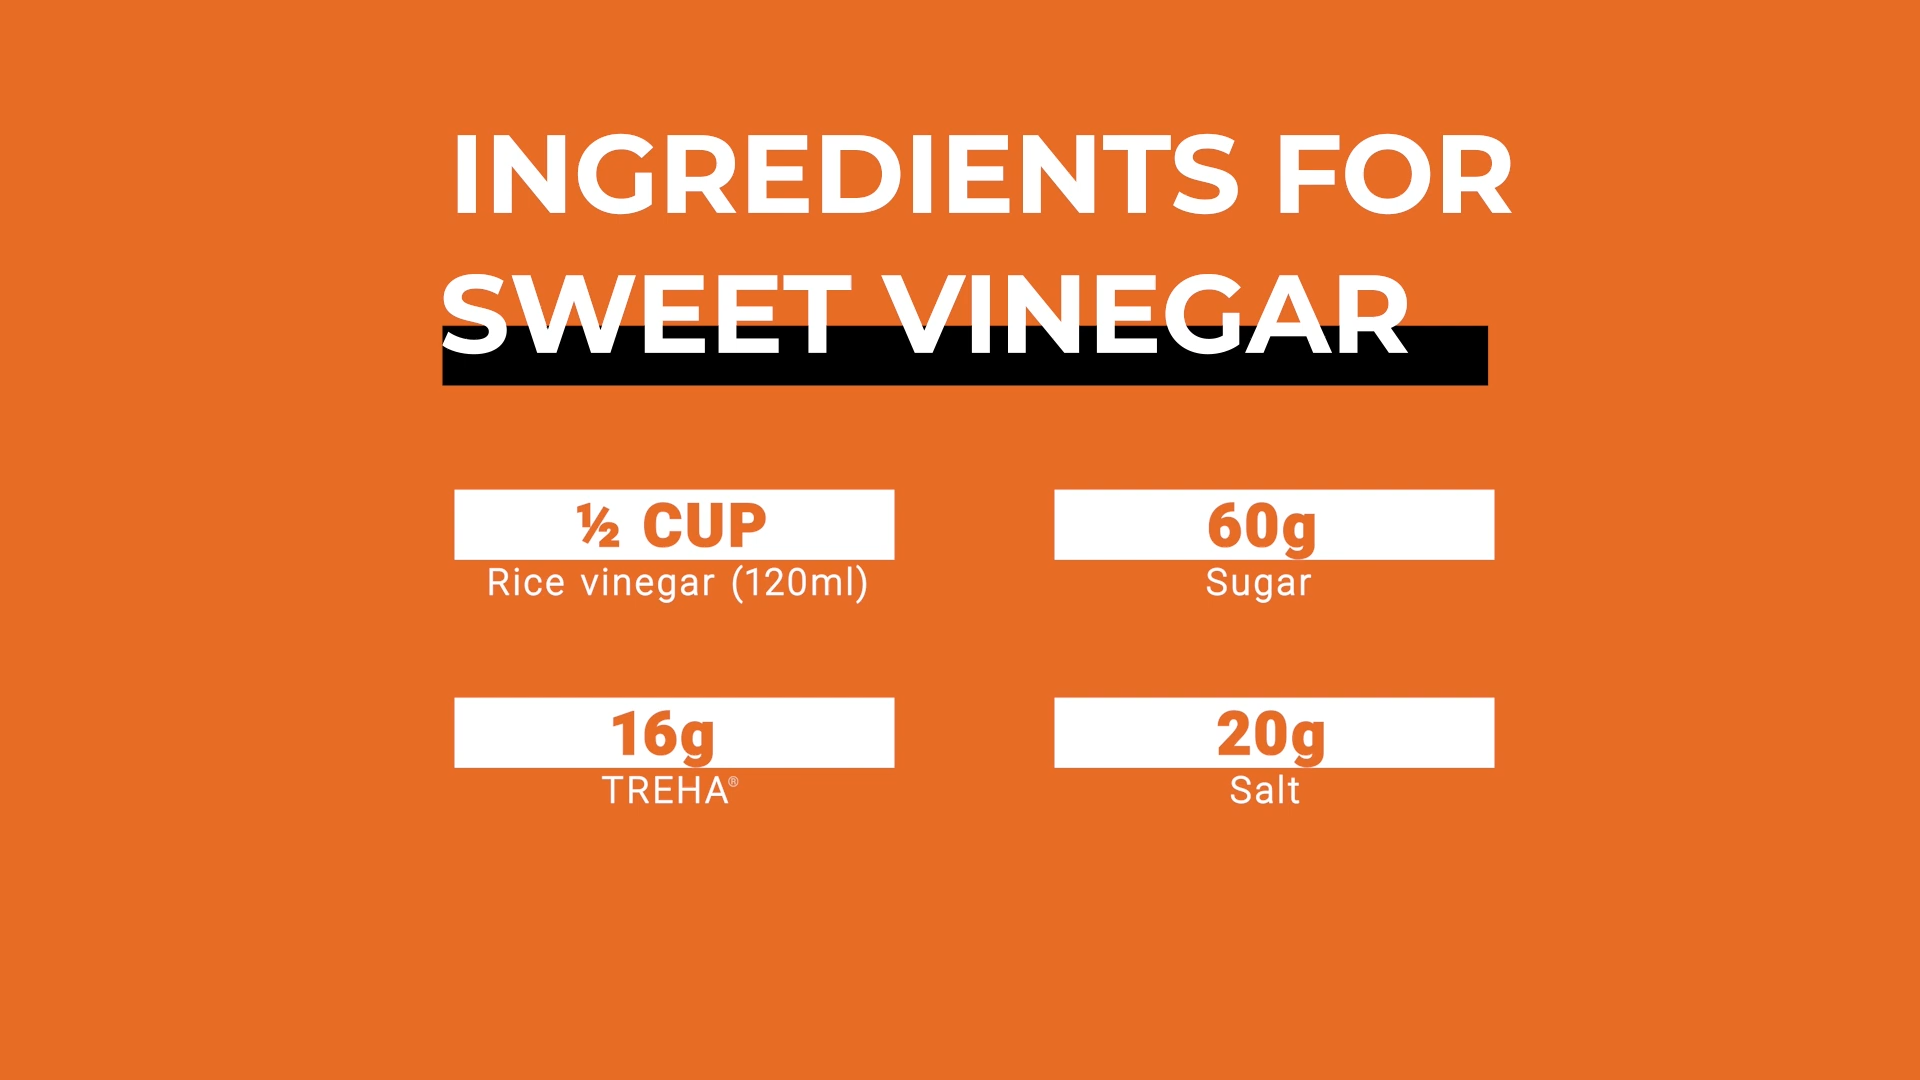 INGREDIENTS FOR
SWEET VINEGAR
½ CUP
Rice vinegar (120ml)
60g
Sugar
16g
TREHA®
20g
Salt